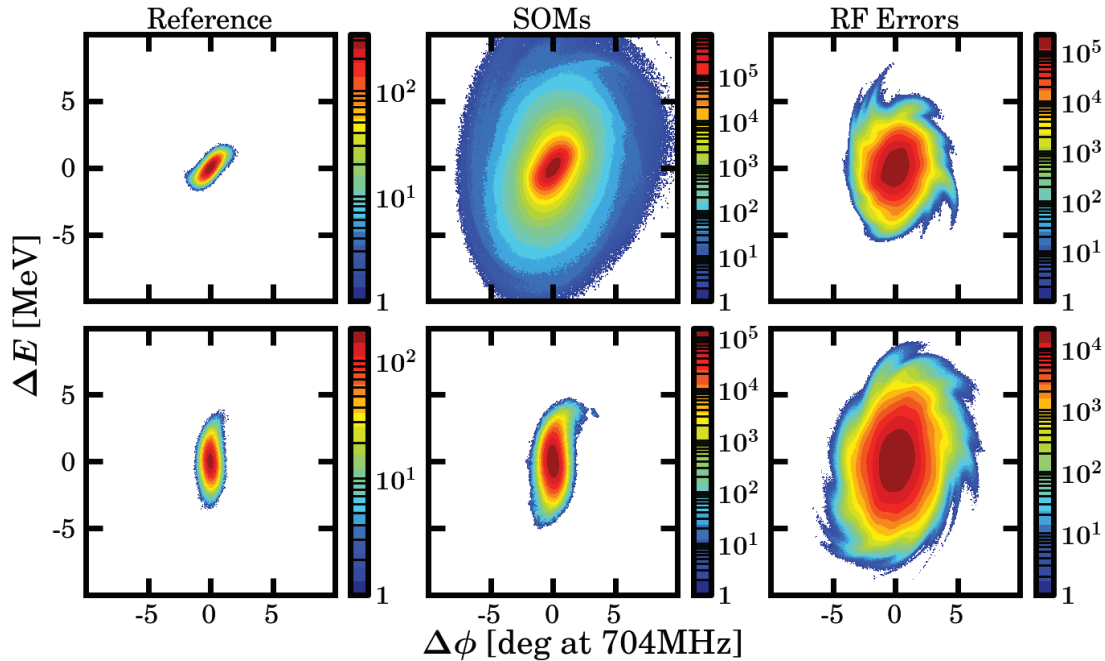 Reference SOMs RF Errors
5 10² 10⁵ 10⁵
10⁴ 10⁴
0 10³ 10³
10¹ 10² 10²
-5 10¹ 10¹
1 1 1
ΔE [MeV]
10² 10⁵ 10⁴
5 10⁴
10³ 10³
0 10² 10²
10¹
-5 10¹ 10¹
1 1 1
-5 0 5 -5 0 5 -5 0 5
Δϕ [deg at 704MHz]